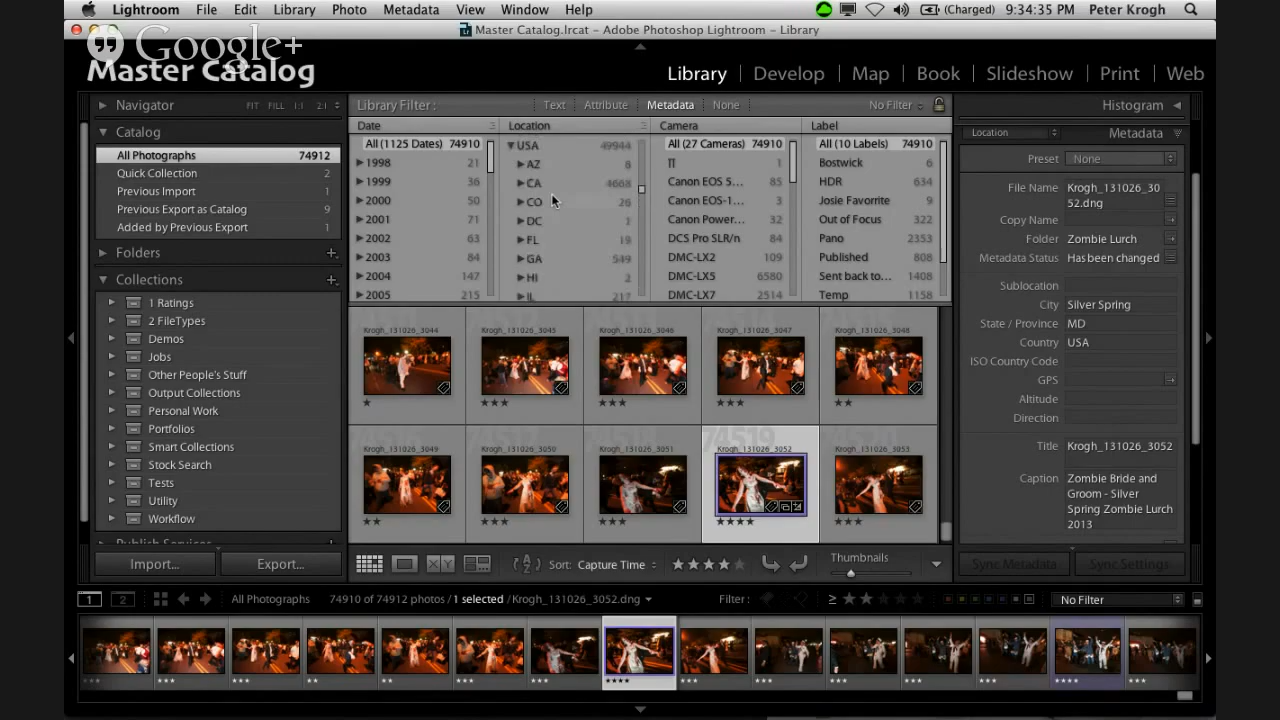 Lightroom File Edit Library Photo Metadata View Window Help (Charged) 9:34:35 PM Peter Krogh
Master Catalog.lrcat – Adobe Photoshop Lightroom – Library
Google+
Master Catalog
Library | Develop | Map | Book | Slideshow | Print | Web
Navigator FIT FILL 1:1 2:1
Library Filter : Text Attribute Metadata None No Filter
Histogram
Catalog
All Photographs 74912
Quick Collection 2
Previous Import 1
Previous Export as Catalog 9
Added by Previous Export 1
Folders
Collections
1 Ratings
2 FileTypes
Demos
Jobs
Other People's Stuff
Output Collections
Personal Work
Portfolios
Smart Collections
Stock Search
Tests
Utility
Workflow
Publish Services
Import... Export...
Date
All (1125 Dates) 74910
1998 21
1999 36
2000 50
2001 71
2002 63
2003 84
2004 147
2005 215
Location
USA 49944
AZ 8
CA 4668
CO 26
DC 1
FL 19
GA 549
HI 2
IL 217
Camera
All (27 Cameras) 74910
1
Canon EOS 5... 85
Canon EOS-1... 3
Canon Power... 32
DCS Pro SLR/n 84
DMC-LX2 109
DMC-LX5 6580
DMC-LX7 2514
Label
All (10 Labels) 74910
Bostwick 6
HDR 634
Josie Favorrite 9
Out of Focus 322
Pano 2353
Published 808
Sent back to... 1408
Temp 1158
Krogh_131026_3044 Krogh_131026_3045 Krogh_131026_3046 Krogh_131026_3047 Krogh_131026_3048
74519
Krogh_131026_3049 Krogh_131026_3050 Krogh_131026_3051 Krogh_131026_3052 Krogh_131026_3053
Location Metadata
Preset None
File Name Krogh_131026_30
52.dng
Copy Name
Folder Zombie Lurch
Metadata Status Has been changed
Sublocation
City Silver Spring
State / Province MD
Country USA
ISO Country Code
GPS
Altitude
Direction
Title Krogh_131026_3052
Caption Zombie Bride and
Groom - Silver
Spring Zombie Lurch
2013
Sync Metadata Sync Settings
Sort: Capture Time
Thumbnails
1 2 All Photographs 74910 of 74912 photos / 1 selected / Krogh_131026_3052.dng Filter : ≥ No Filter